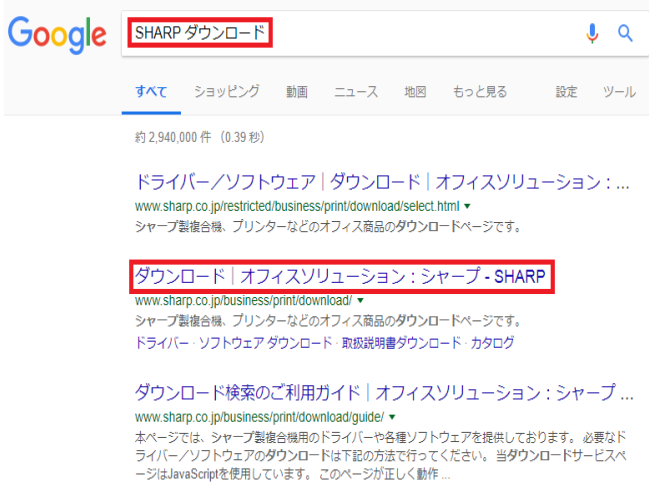 Google
SHARP ダウンロード
すべて ショッピング 動画 ニュース 地図 もっと見る 設定 ツール
約 2,940,000 件 (0.39 秒)
ドライバー／ソフトウェア｜ダウンロード｜オフィスソリューション：...
www.sharp.co.jp/restricted/business/print/download/select.html ▼
シャープ製複合機、プリンターなどのオフィス商品のダウンロードページです。
ダウンロード｜オフィスソリューション：シャープ - SHARP
www.sharp.co.jp/business/print/download/ ▼
シャープ製複合機、プリンターなどのオフィス商品のダウンロードページです。
ドライバー・ソフトウェア ダウンロード · 取扱説明書ダウンロード · カタログ
ダウンロード検索のご利用ガイド｜オフィスソリューション：シャープ ...
www.sharp.co.jp/business/print/download/guide/ ▼
本ページでは、シャープ製複合機用のドライバーや各種ソフトウェアを提供しております。 必要なド
ライバー／ソフトウェアのダウンロードは下記の方法で行ってください。当ダウンロードサービスペ
ージはJavaScriptを使用しています。 このページが正しく動作 ...